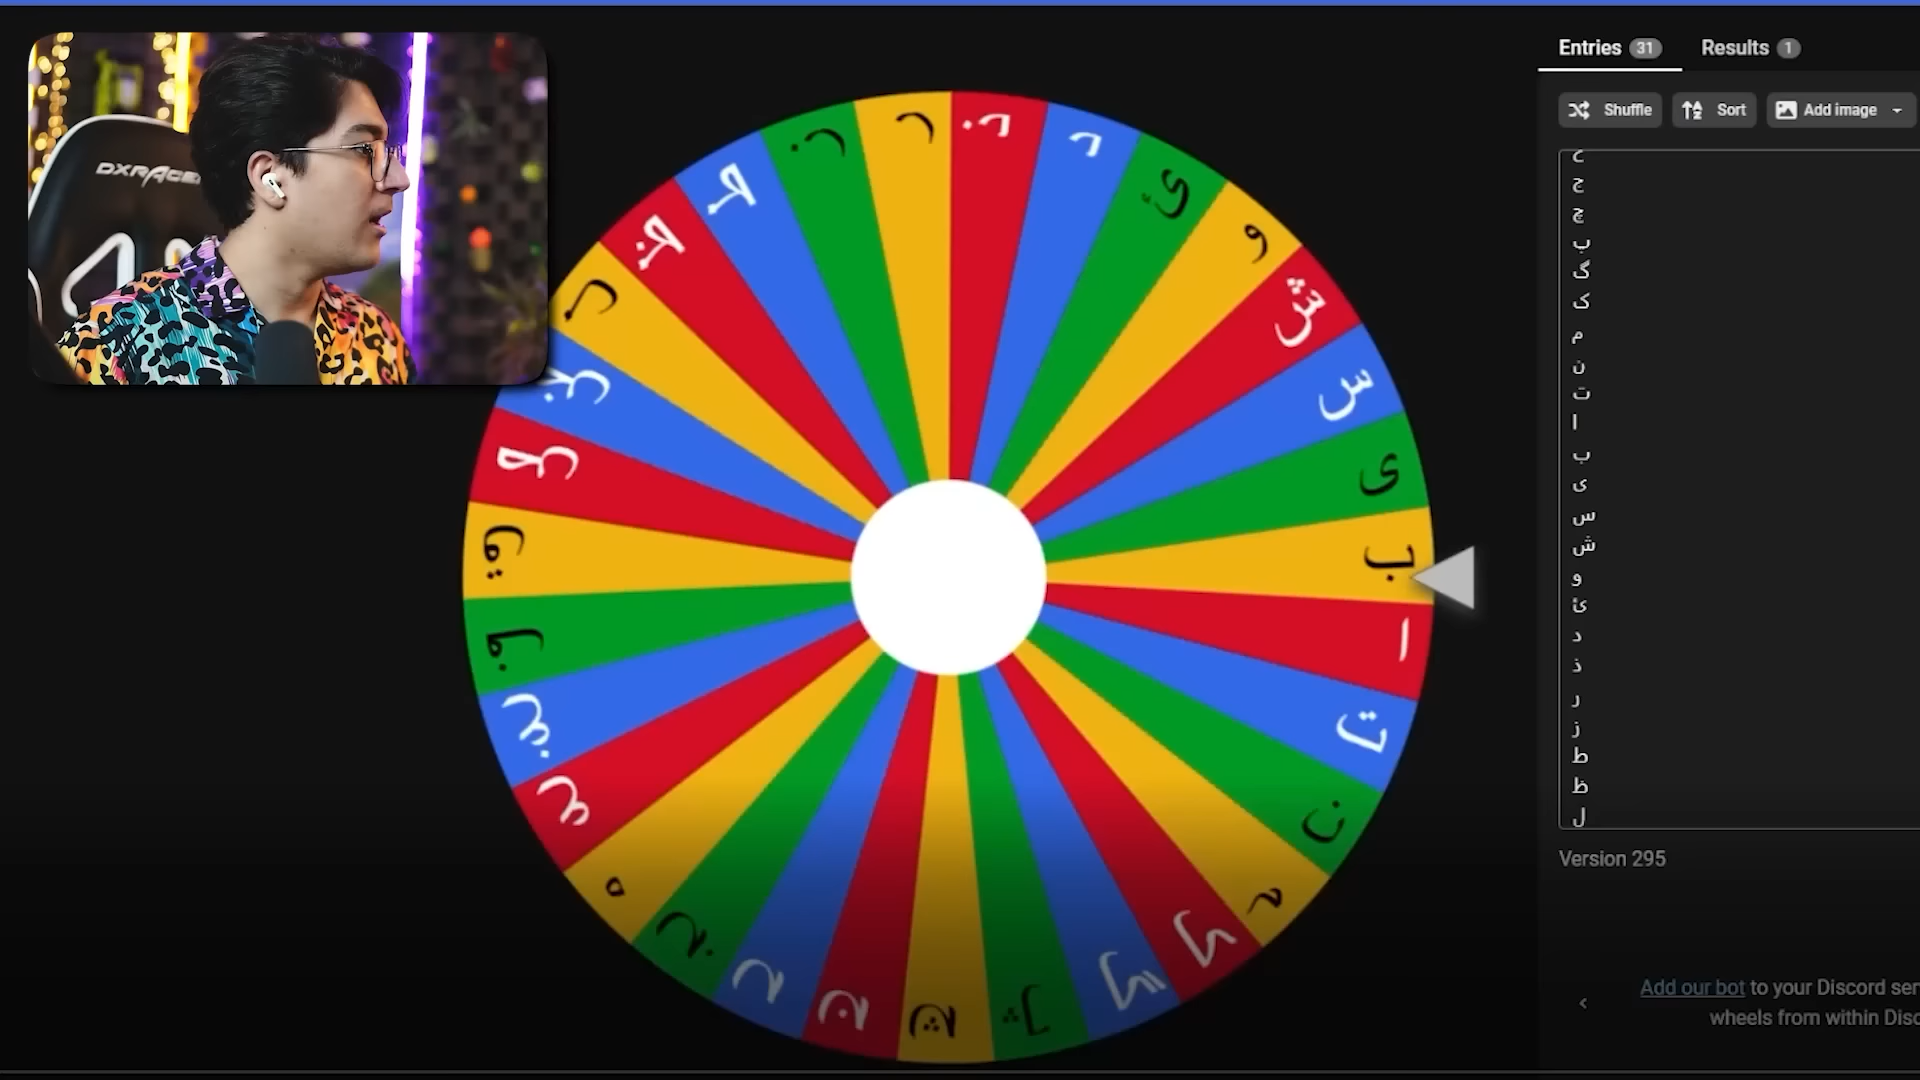 DXRACER
Entries 31
Results 1
Shuffle
Sort
Add image
ح
ج
چ
پ
گ
ک
م
ن
ت
ا
ب
ی
س
ش
و
ئ
د
ذ
ر
ز
ط
ظ
ل
Version 295
Add our bot to your Discord ser
wheels from within Disc
ر
ذ
د
ئ
و
ش
س
ی
ب
ا
ت
ن
م
ک
گ
پ
چ
ج
ح
خ
ه
ص
ض
ف
ق
ع
غ
ل
ظ
ط
ز